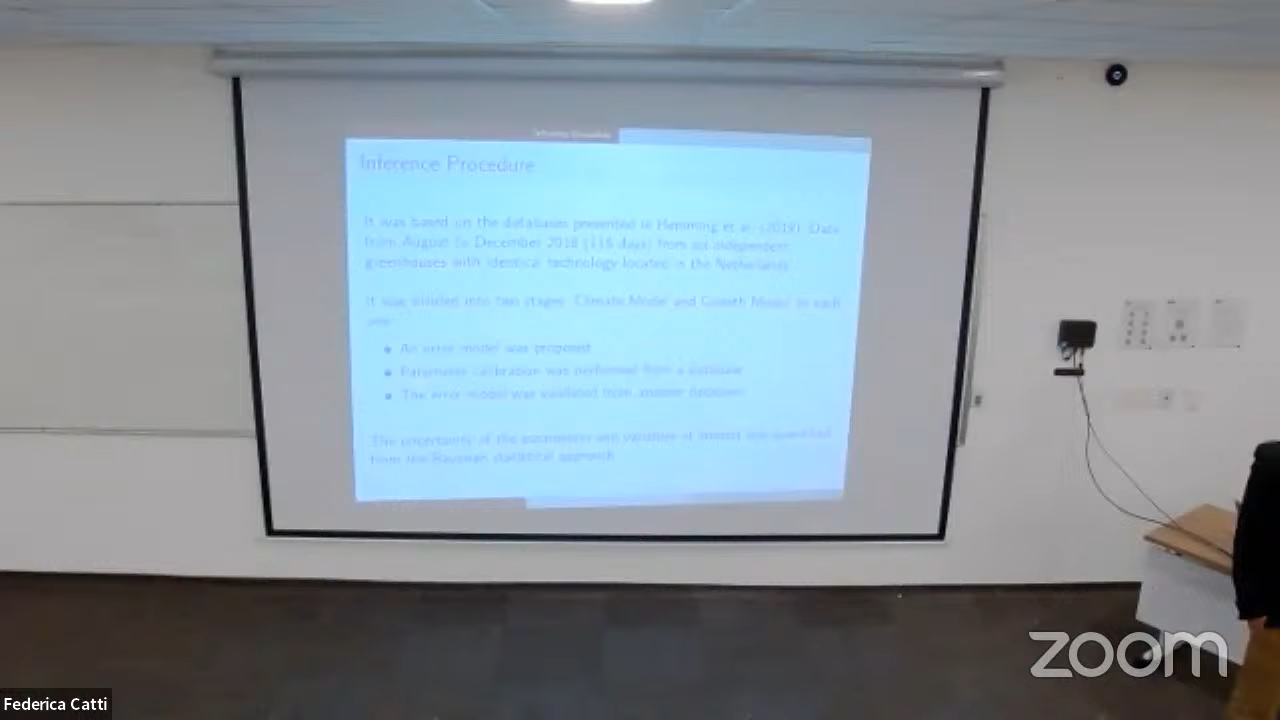 Inference Procedure
It was based on the databases presented in Hemming et al. (2019). Data
from August to December 2018 (115 days) from six independent
greenhouses with identical technology located in the Netherlands
It was divided into two stages: Climate Model and Growth Model. In each
one:
An error model was proposed
Parameter calibration was performed from a database
The error model was validated from another database
The uncertainty of the parameters and variables of interest was quantified
from the Bayesian statistical approach
zoom
Federica Catti